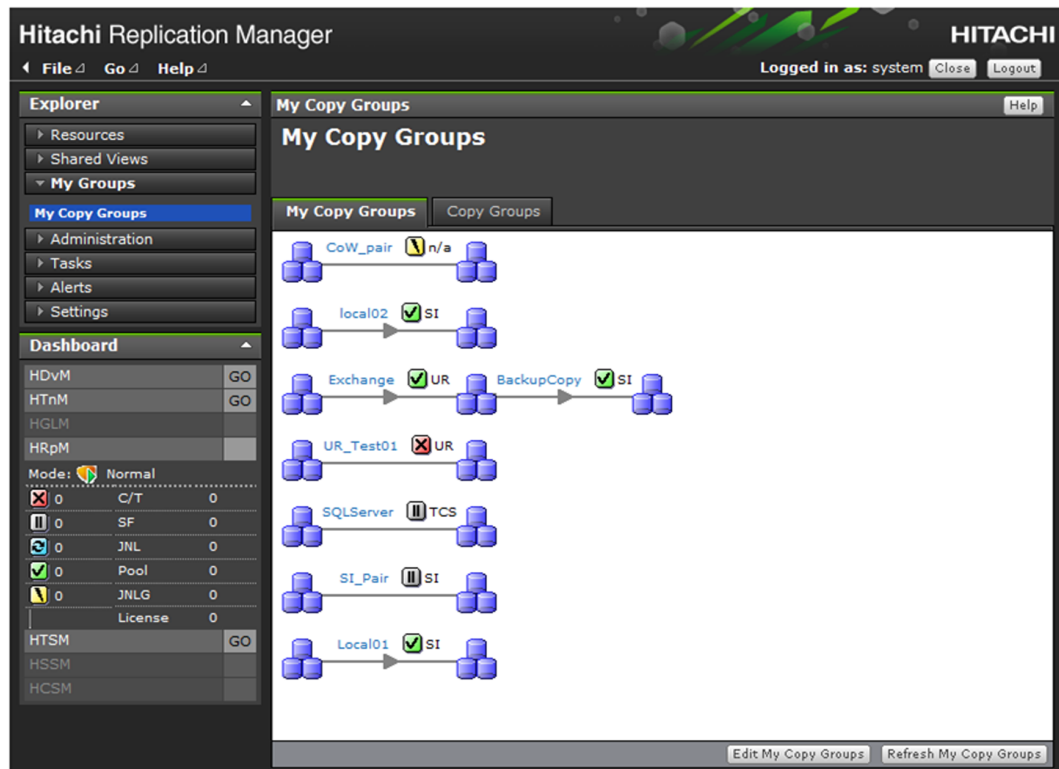 Hitachi Replication Manager
HITACHI
File Go Help
Logged in as: system Close Logout
Explorer
Resources
Shared Views
My Groups
My Copy Groups
Administration
Tasks
Alerts
Settings
Dashboard
HDvM GO
HTnM GO
HGLM
HRpM
Mode: Normal
0 C/T 0
0 SF 0
0 JNL 0
0 Pool 0
0 JNLG 0
License 0
HTSM GO
HSSM
HCSM
My Copy Groups
Help
My Copy Groups
My Copy Groups Copy Groups
CoW_pair n/a
local02 SI
Exchange UR BackupCopy SI
UR_Test01 UR
SQLServer TCS
SI_Pair SI
Local01 SI
Edit My Copy Groups Refresh My Copy Groups